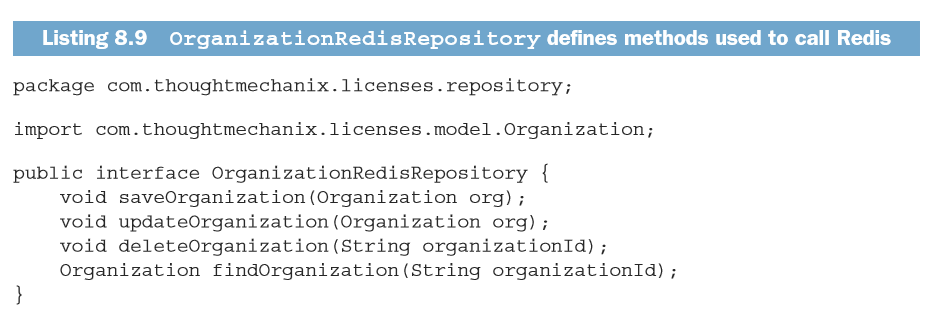 Listing 8.9 OrganizationRedisRepository defines methods used to call Redis
package com.thoughtmechanix.licenses.repository;
import com.thoughtmechanix.licenses.model.Organization;
public interface OrganizationRedisRepository {
    void saveOrganization(Organization org);
    void updateOrganization(Organization org);
    void deleteOrganization(String organizationId);
    Organization findOrganization(String organizationId);
}